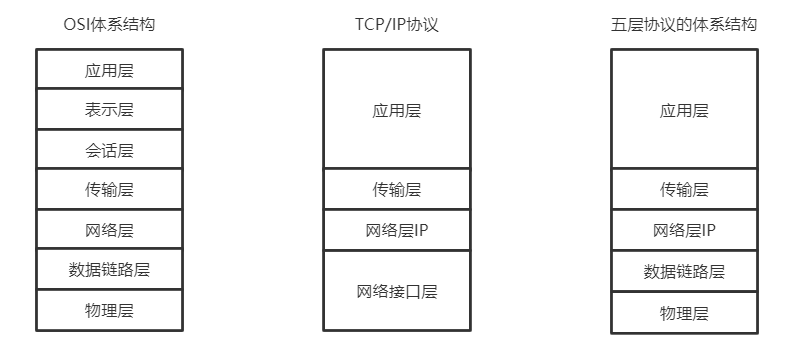 OSI体系结构
应用层
表示层
会话层
传输层
网络层
数据链路层
物理层
TCP/IP协议
应用层
传输层
网络层IP
网络接口层
五层协议的体系结构
应用层
传输层
网络层IP
数据链路层
物理层